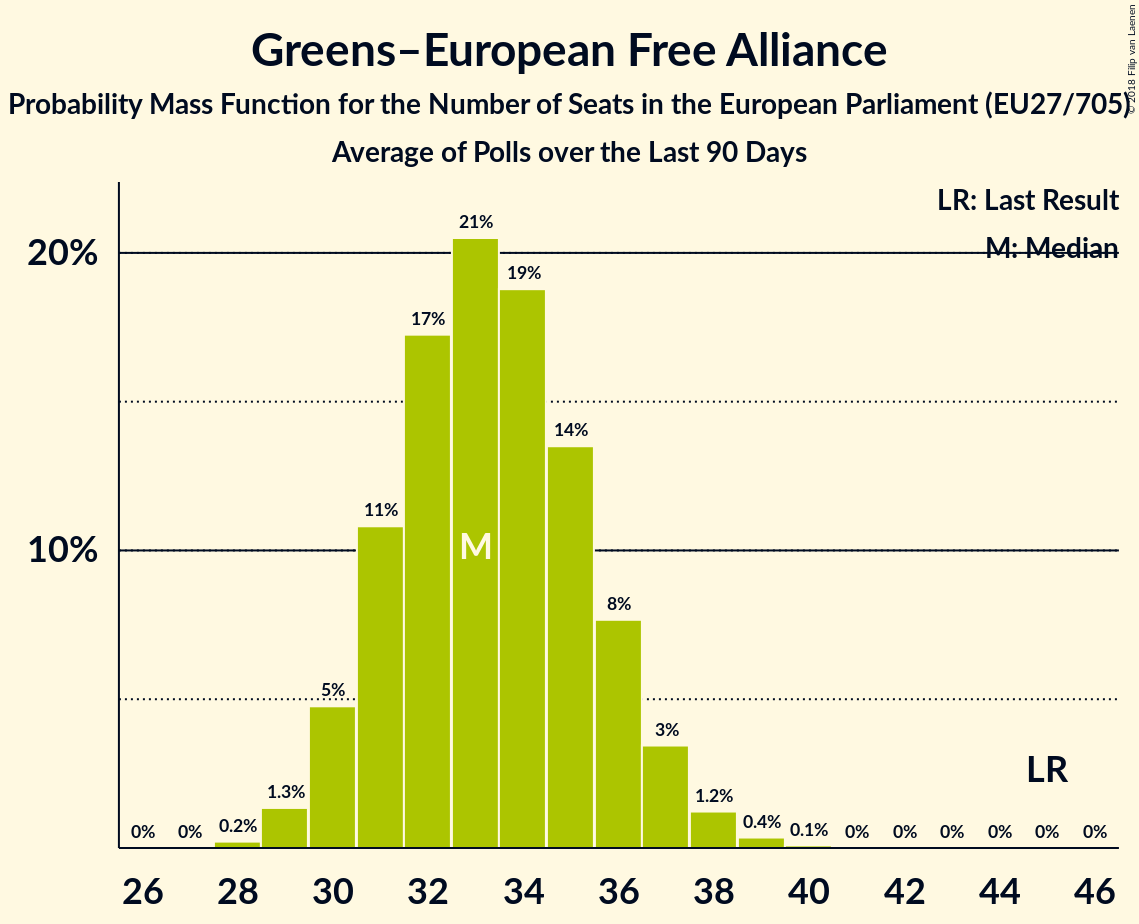 Greens–European Free Alliance
Probability Mass Function for the Number of Seats in the European Parliament (EU27/705)
Average of Polls over the Last 90 Days
© 2018 Filip van Laenen
LR: Last Result
M: Median
20%
10%
0%
0%
0.2%
1.3%
5%
11%
17%
21%
19%
14%
8%
3%
1.2%
0.4%
0.1%
0%
0%
0%
0%
0%
0%
M
LR
26 28 30 32 34 36 38 40 42 44 46